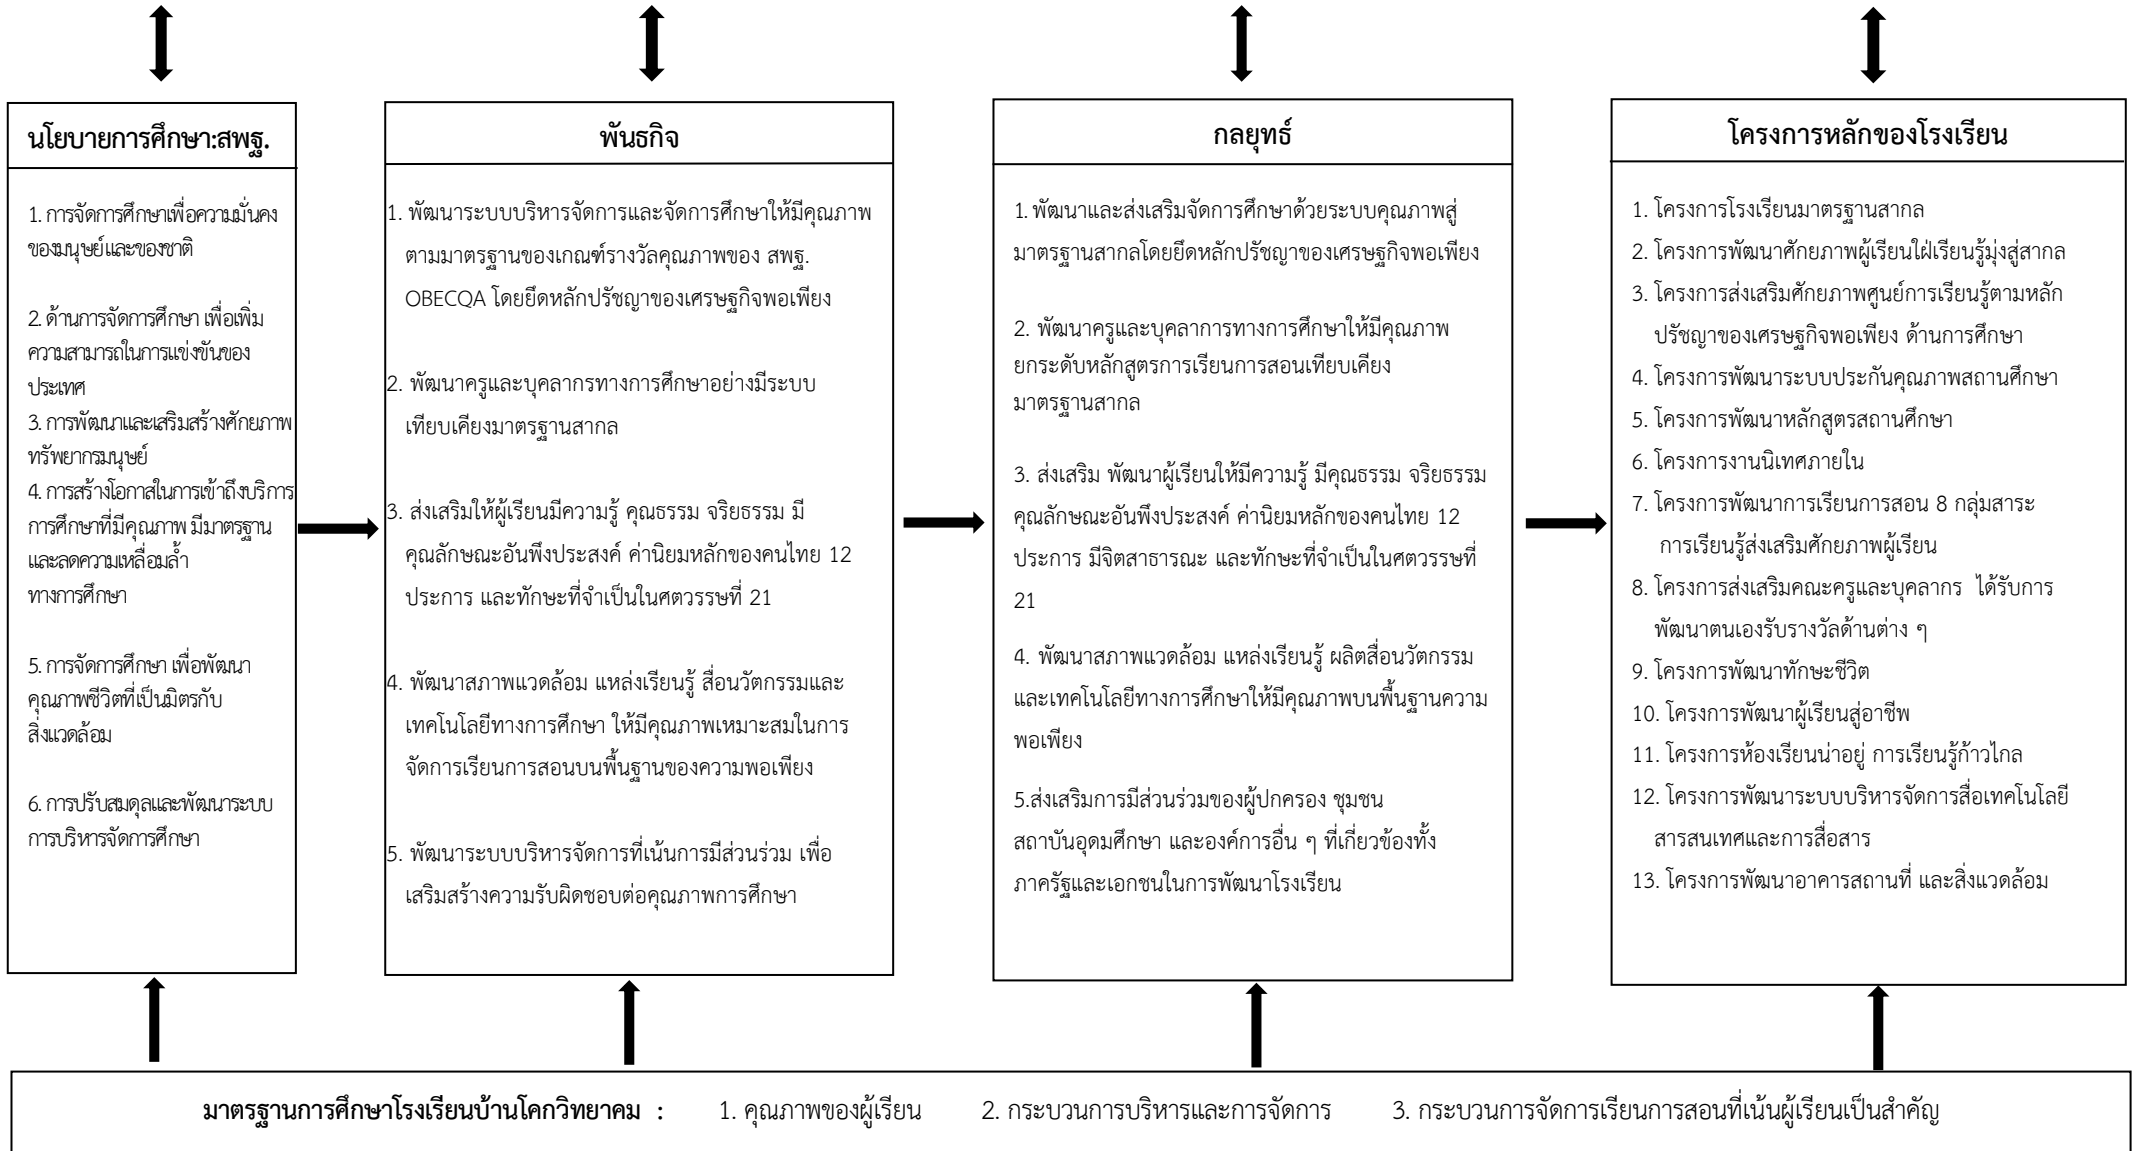 นโยบายการศึกษา:สพฐ.
1. การจัดการศึกษาเพื่อความมั่นคง
ของมนุษย์และของชาติ
2. ด้านการจัดการศึกษา เพื่อเพิ่ม
ความสามารถในการแข่งขันของ
ประเทศ
3. การพัฒนาและเสริมสร้างศักยภาพ
ทรัพยากรมนุษย์
4. การสร้างโอกาสในการเข้าถึงบริการ
การศึกษาที่มีคุณภาพ มีมาตรฐาน
และลดความเหลื่อมล้ำ
ทางการศึกษา
5. การจัดการศึกษา เพื่อพัฒนา
คุณภาพชีวิตที่เป็นมิตรกับ
สิ่งแวดล้อม
6. การปรับสมดุลและพัฒนาระบบ
การบริหารจัดการศึกษา
พันธกิจ
1. พัฒนาระบบบริหารจัดการและจัดการศึกษาให้มีคุณภาพ
ตามมาตรฐานของเกณฑ์รางวัลคุณภาพของ สพฐ.
OBECQA โดยยึดหลักปรัชญาของเศรษฐกิจพอเพียง
2. พัฒนาครูและบุคลากรทางการศึกษาอย่างมีระบบ
เทียบเคียงมาตรฐานสากล
3. ส่งเสริมให้ผู้เรียนมีความรู้ คุณธรรม จริยธรรม มี
คุณลักษณะอันพึงประสงค์ ค่านิยมหลักของคนไทย 12
ประการ และทักษะที่จำเป็นในศตวรรษที่ 21
4. พัฒนาสภาพแวดล้อม แหล่งเรียนรู้ สื่อนวัตกรรมและ
เทคโนโลยีทางการศึกษา ให้มีคุณภาพเหมาะสมในการ
จัดการเรียนการสอนบนพื้นฐานของความพอเพียง
5. พัฒนาระบบบริหารจัดการที่เน้นการมีส่วนร่วม เพื่อ
เสริมสร้างความรับผิดชอบต่อคุณภาพการศึกษา
กลยุทธ์
1. พัฒนาและส่งเสริมจัดการศึกษาด้วยระบบคุณภาพสู่
มาตรฐานสากลโดยยึดหลักปรัชญาของเศรษฐกิจพอเพียง
2. พัฒนาครูและบุคลาการทางการศึกษาให้มีคุณภาพ
ยกระดับหลักสูตรการเรียนการสอนเทียบเคียง
มาตรฐานสากล
3. ส่งเสริม พัฒนาผู้เรียนให้มีความรู้ มีคุณธรรม จริยธรรม
คุณลักษณะอันพึงประสงค์ ค่านิยมหลักของคนไทย 12
ประการ มีจิตสาธารณะ และทักษะที่จำเป็นในศตวรรษที่
21
4. พัฒนาสภาพแวดล้อม แหล่งเรียนรู้ ผลิตสื่อนวัตกรรม
และเทคโนโลยีทางการศึกษาให้มีคุณภาพบนพื้นฐานความ
พอเพียง
5.ส่งเสริมการมีส่วนร่วมของผู้ปกครอง ชุมชน
สถาบันอุดมศึกษา และองค์การอื่น ๆ ที่เกี่ยวข้องทั้ง
ภาครัฐและเอกชนในการพัฒนาโรงเรียน
โครงการหลักของโรงเรียน
1. โครงการโรงเรียนมาตรฐานสากล
2. โครงการพัฒนาศักยภาพผู้เรียนใฝ่เรียนรู้มุ่งสู่สากล
3. โครงการส่งเสริมศักยภาพศูนย์การเรียนรู้ตามหลัก
ปรัชญาของเศรษฐกิจพอเพียง ด้านการศึกษา
4. โครงการพัฒนาระบบประกันคุณภาพสถานศึกษา
5. โครงการพัฒนาหลักสูตรสถานศึกษา
6. โครงการงานนิเทศภายใน
7. โครงการพัฒนาการเรียนการสอน 8 กลุ่มสาระ
การเรียนรู้ส่งเสริมศักยภาพผู้เรียน
8. โครงการส่งเสริมคณะครูและบุคลากร ได้รับการ
พัฒนาตนเองรับรางวัลด้านต่าง ๆ
9. โครงการพัฒนาทักษะชีวิต
10. โครงการพัฒนาผู้เรียนสู่อาชีพ
11. โครงการห้องเรียนน่าอยู่ การเรียนรู้ก้าวไกล
12. โครงการพัฒนาระบบบริหารจัดการสื่อเทคโนโลยี
สารสนเทศและการสื่อสาร
13. โครงการพัฒนาอาคารสถานที่ และสิ่งแวดล้อม
มาตรฐานการศึกษาโรงเรียนบ้านโคกวิทยาคม : 1. คุณภาพของผู้เรียน 2. กระบวนการบริหารและการจัดการ 3. กระบวนการจัดการเรียนการสอนที่เน้นผู้เรียนเป็นสำคัญ